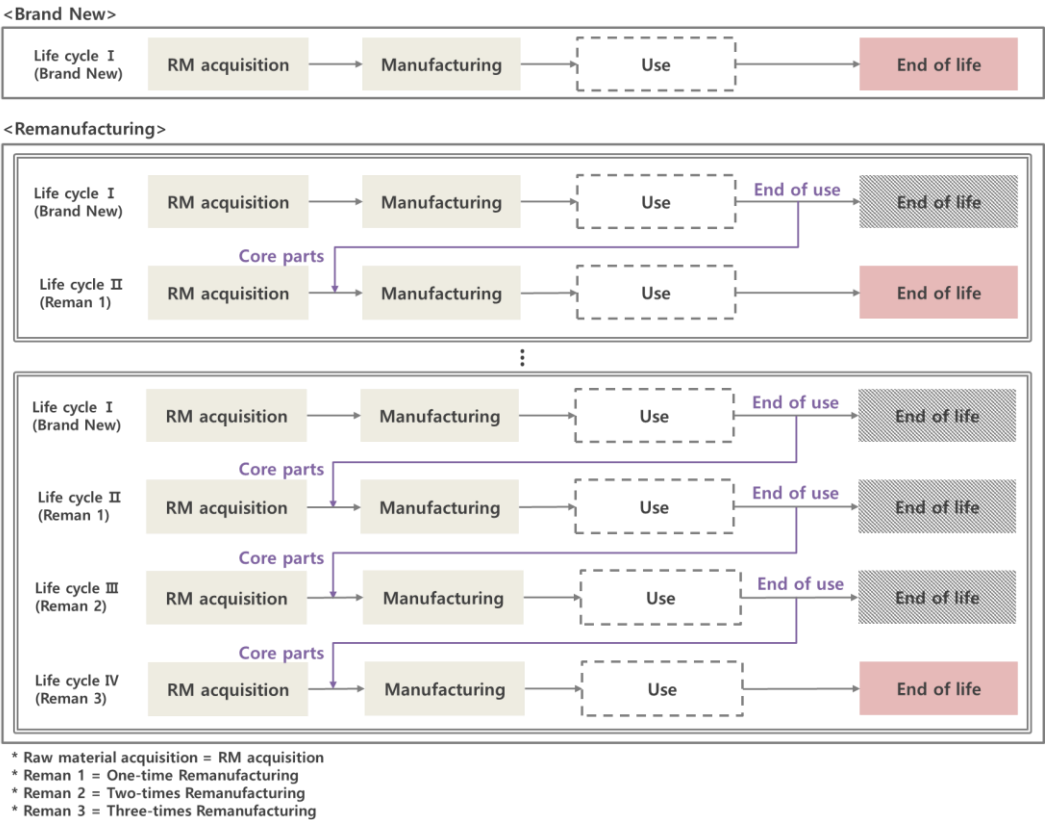 <Brand New>
Life cycle Ⅰ
(Brand New)
RM acquisition
Manufacturing
Use
End of life
<Remanufacturing>
Life cycle Ⅰ
(Brand New)
RM acquisition
Manufacturing
Use
End of use
End of life
Core parts
Life cycle Ⅱ
(Reman 1)
RM acquisition
Manufacturing
Use
End of life
Life cycle Ⅰ
(Brand New)
RM acquisition
Manufacturing
Use
End of use
End of life
Core parts
Life cycle Ⅱ
(Reman 1)
RM acquisition
Manufacturing
Use
End of use
End of life
Core parts
Life cycle Ⅲ
(Reman 2)
RM acquisition
Manufacturing
Use
End of use
End of life
Core parts
Life cycle Ⅳ
(Reman 3)
RM acquisition
Manufacturing
Use
End of life
* Raw material acquisition = RM acquisition
* Reman 1 = One-time Remanufacturing
* Reman 2 = Two-times Remanufacturing
* Reman 3 = Three-times Remanufacturing